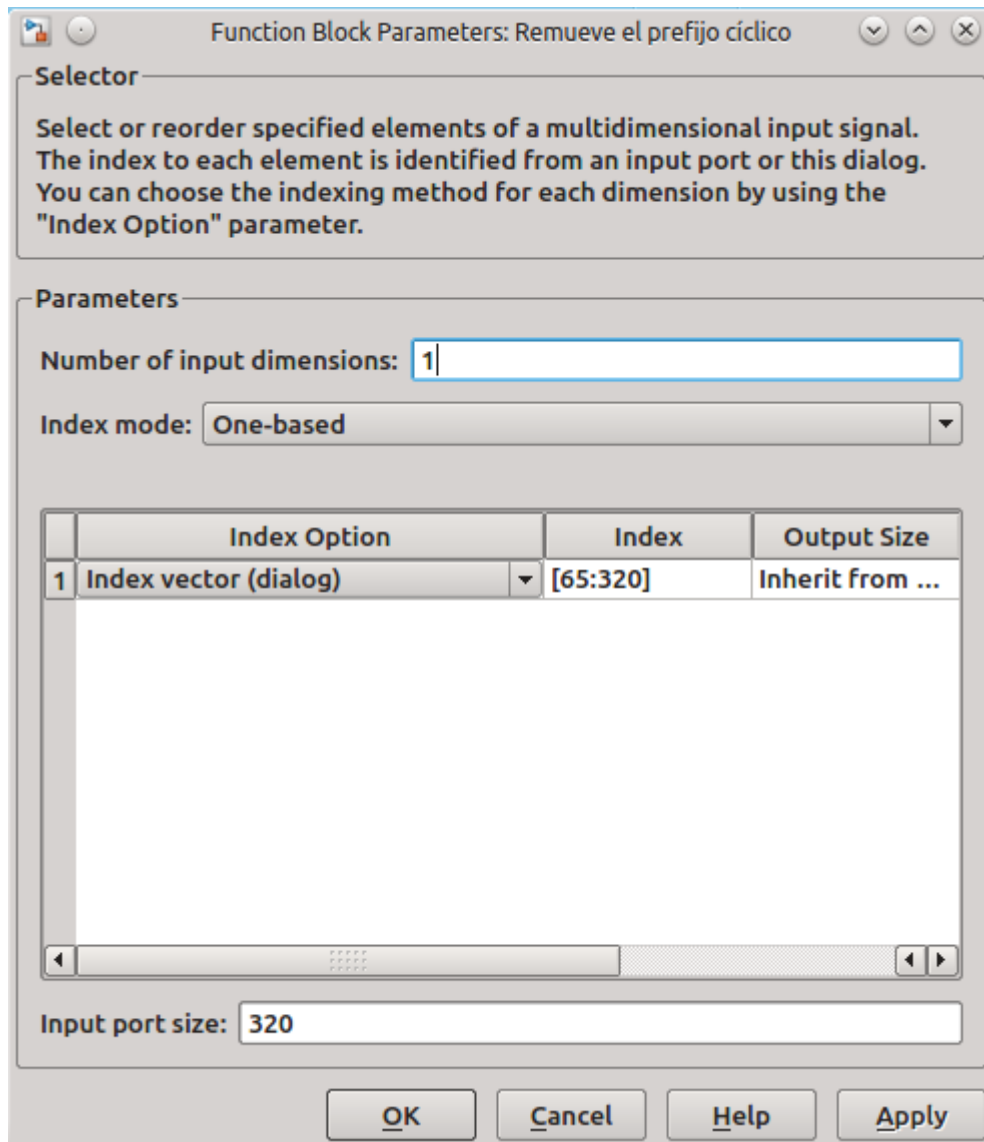 Function Block Parameters: Remueve el prefijo cíclico
Selector
Select or reorder specified elements of a multidimensional input signal.
The index to each element is identified from an input port or this dialog.
You can choose the indexing method for each dimension by using the
"Index Option" parameter.
Parameters
Number of input dimensions: 1
Index mode: One-based
Index Option Index Output Size
1 Index vector (dialog) [65:320] Inherit from ...
Input port size: 320
OK Cancel Help Apply